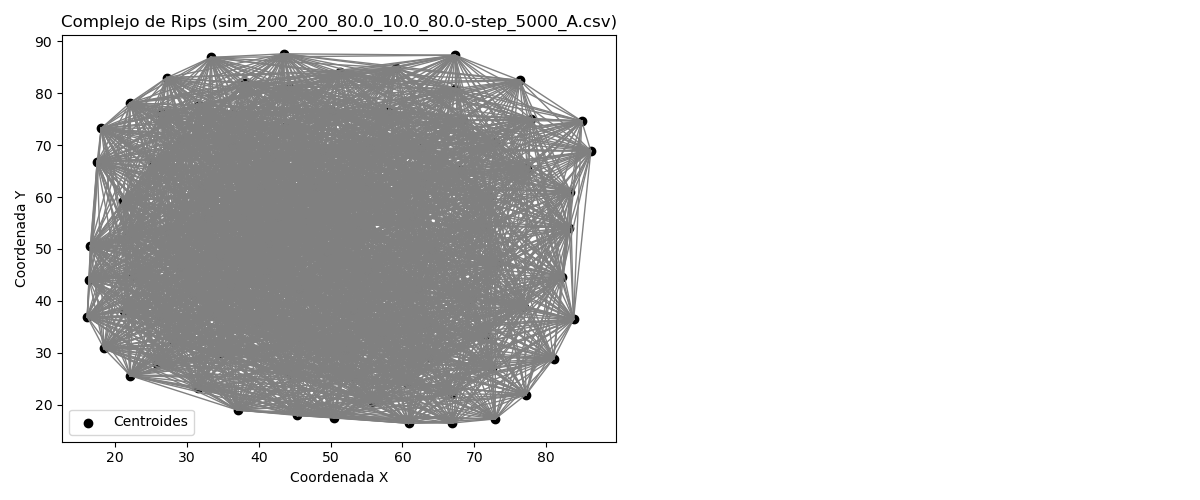 Complejo de Rips (sim_200_200_80.0_10.0_80.0-step_5000_A.csv)
90
80
70
60
50
40
30
20
Coordenada Y
Centroides
20 30 40 50 60 70 80
Coordenada X